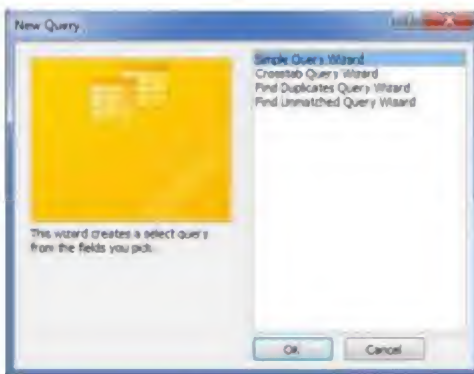 New Query
Simple Query Wizard
Crosstab Query Wizard
Find Duplicates Query Wizard
Find Unmatched Query Wizard
This wizard creates a select query
from the fields you pick.
OK
Cancel